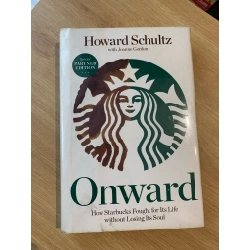 Howard Schultz
with Joanne Gordon
PARTNER
EDITION
Onward
How Starbucks Fought for Its Life
without Losing Its Soul